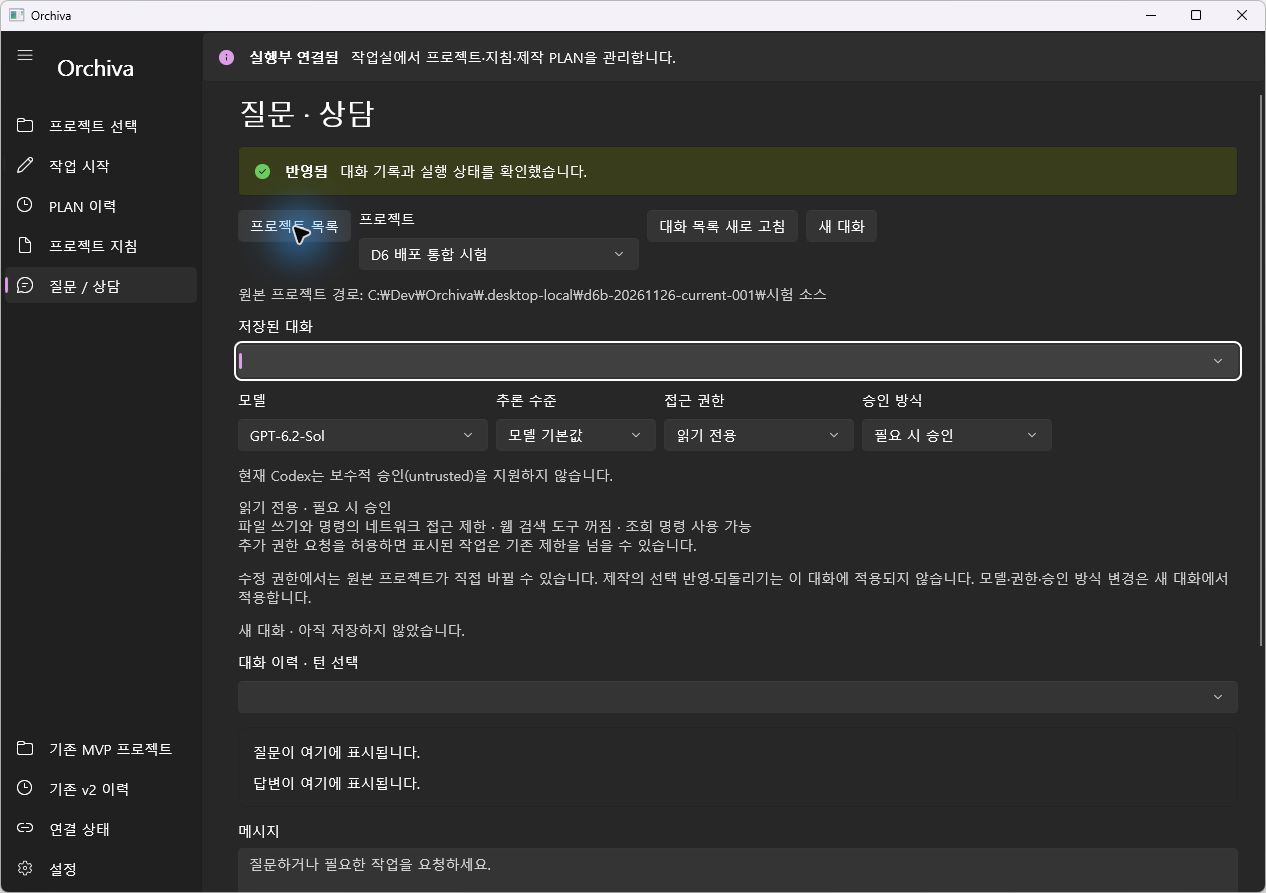 Orchiva
Orchiva
프로젝트 선택
작업 시작
PLAN 이력
프로젝트 지침
질문 / 상담
기존 MVP 프로젝트
기존 v2 이력
연결 상태
설정
실행부 연결됨 작업실에서 프로젝트·지침·제작 PLAN을 관리합니다.
질문 · 상담
반영됨 대화 기록과 실행 상태를 확인했습니다.
프로젝트 목록
프로젝트
D6 배포 통합 시험
대화 목록 새로 고침
새 대화
원본 프로젝트 경로: C:₩Dev₩Orchiva₩.desktop-local₩d6b-20261126-current-001₩시험 소스
저장된 대화
모델
추론 수준
접근 권한
승인 방식
GPT-6.2-Sol
모델 기본값
읽기 전용
필요 시 승인
현재 Codex는 보수적 승인(untrusted)을 지원하지 않습니다.
읽기 전용 · 필요 시 승인
파일 쓰기와 명령의 네트워크 접근 제한 · 웹 검색 도구 꺼짐 · 조회 명령 사용 가능
추가 권한 요청을 허용하면 표시된 작업은 기존 제한을 넘을 수 있습니다.
수정 권한에서는 원본 프로젝트가 직접 바뀔 수 있습니다. 제작의 선택 반영·되돌리기는 이 대화에 적용되지 않습니다. 모델·권한·승인 방식 변경은 새 대화에서
적용합니다.
새 대화 · 아직 저장하지 않았습니다.
대화 이력 · 턴 선택
질문이 여기에 표시됩니다.
답변이 여기에 표시됩니다.
메시지
질문하거나 필요한 작업을 요청하세요.